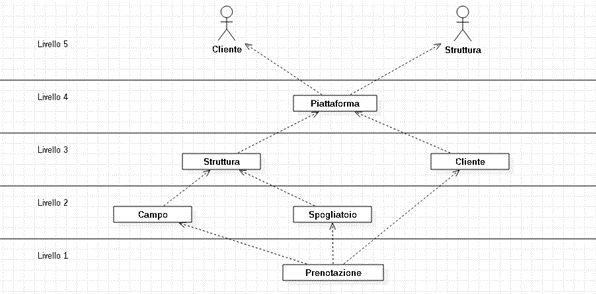 Livello 5
Cliente
Struttura
Livello 4
Piattaforma
Livello 3
Struttura
Cliente
Livello 2
Campo
Spogliatoio
Livello 1
Prenotazione